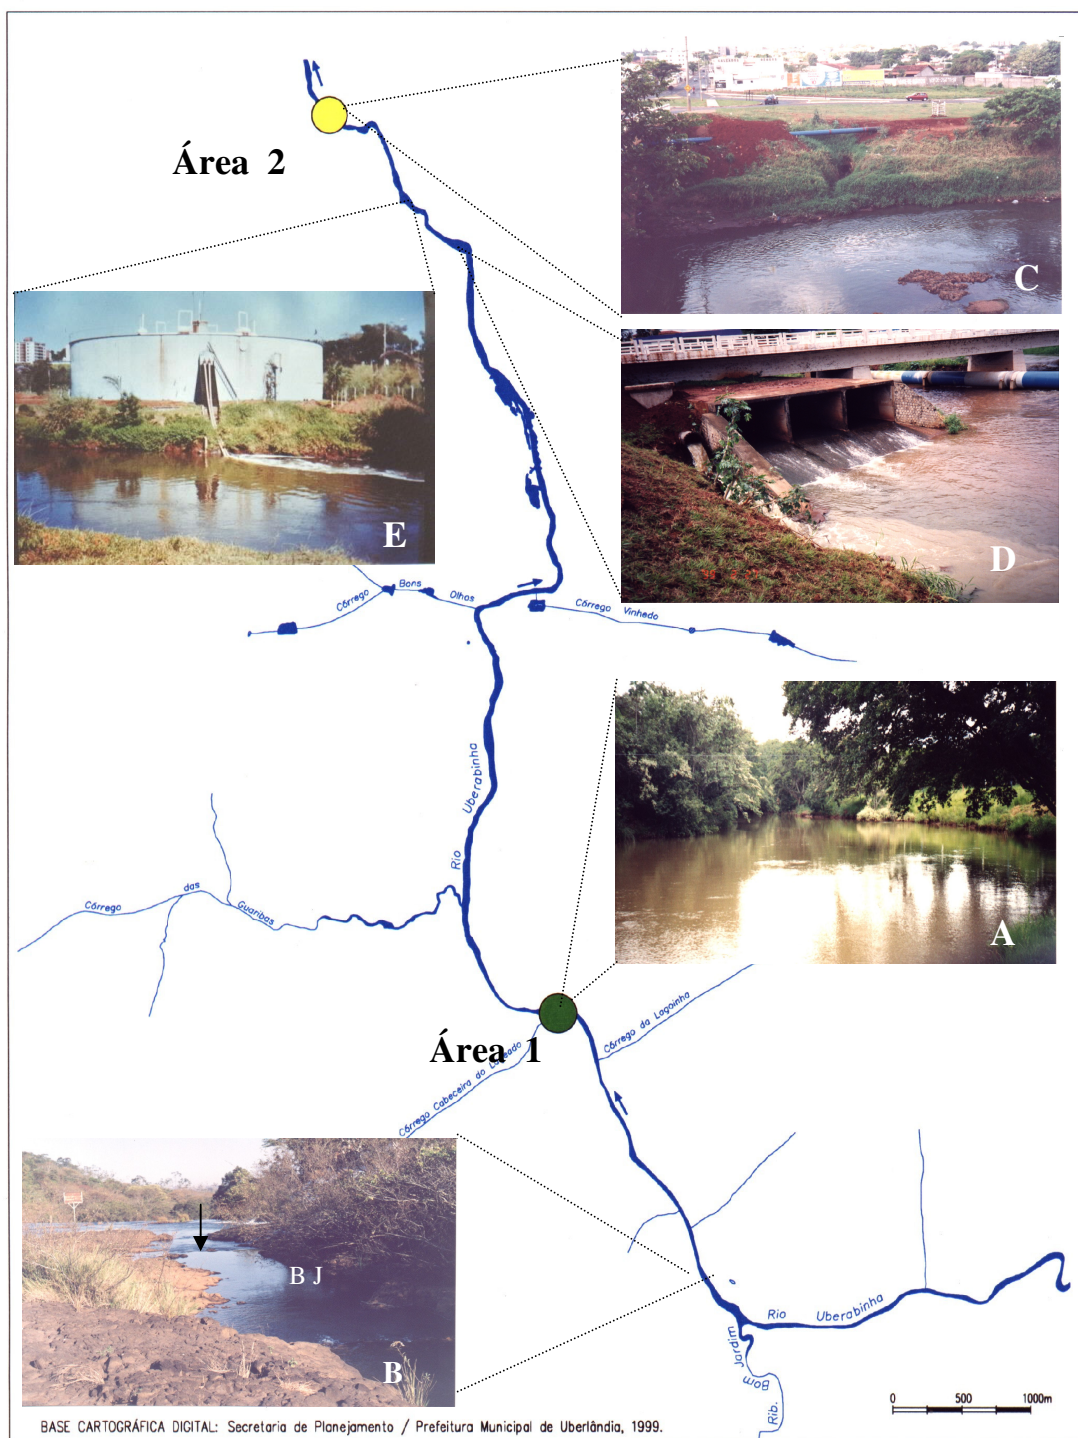 Área 2
C
E
D
Córrego Bons Olhos
Córrego Vinhedo
Rio Uberabinha
A
Córrego das Guaribas
Córrego da Lagoinha
Área 1
Córrego Cabeceira do Lageado
B J
B
Rio Uberabinha
Rib. Bom Jardim
0 500 1000m
BASE CARTOGRÁFICA DIGITAL: Secretaria de Planejamento / Prefeitura Municipal de Uberlândia, 1999.